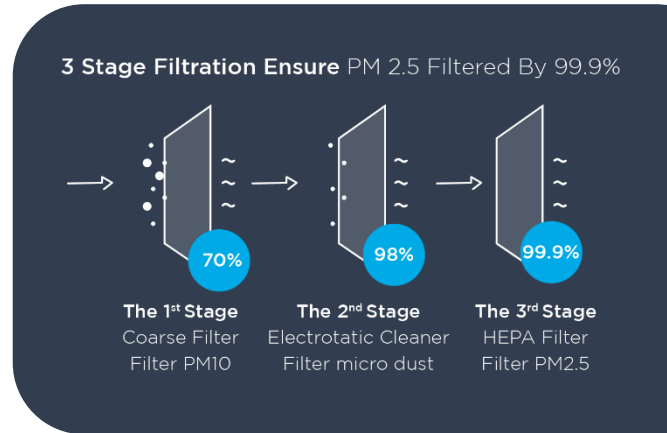 3 Stage Filtration Ensure PM 2.5 Filtered By 99.9%
70%
98%
99.9%
The 1st Stage
Coarse Filter
Filter PM10
The 2nd Stage
Electrotatic Cleaner
Filter micro dust
The 3rd Stage
HEPA Filter
Filter PM2.5